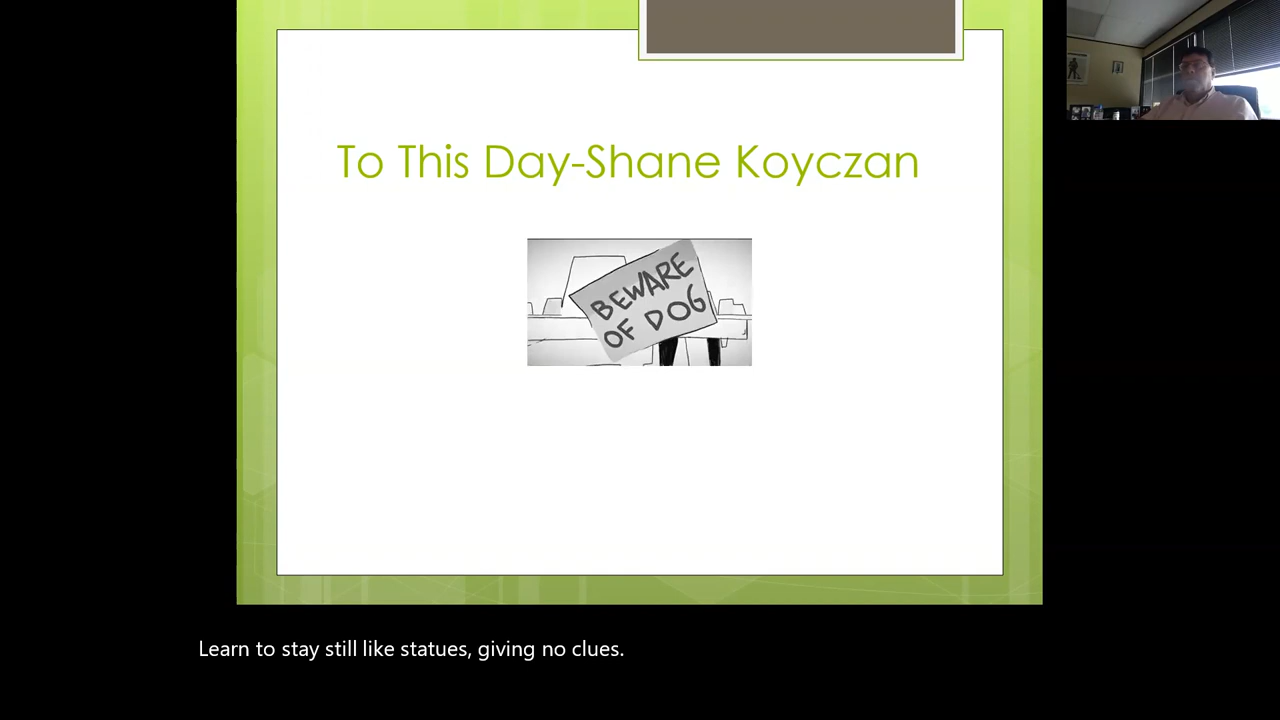 To This Day-Shane Koyczan
BEWARE
OF DOG
Learn to stay still like statues, giving no clues.